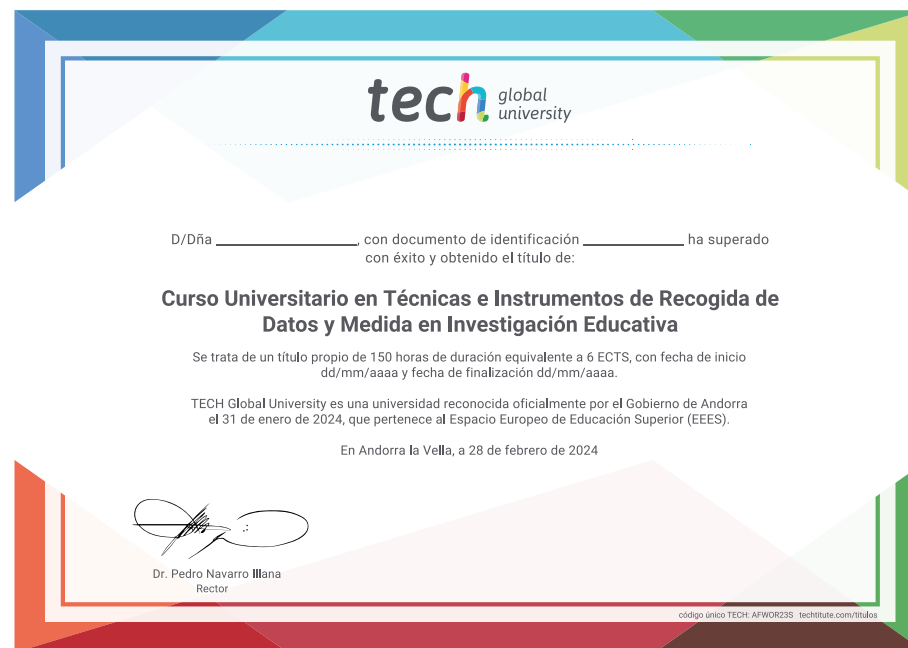 tech global university
D/Dña ______________, con documento de identificación __________ ha superado
con éxito y obtenido el título de:
Curso Universitario en Técnicas e Instrumentos de Recogida de
Datos y Medida en Investigación Educativa
Se trata de un título propio de 150 horas de duración equivalente a 6 ECTS, con fecha de inicio
dd/mm/aaaa y fecha de finalización dd/mm/aaaa.
TECH Global University es una universidad reconocida oficialmente por el Gobierno de Andorra
el 31 de enero de 2024, que pertenece al Espacio Europeo de Educación Superior (EEES).
En Andorra la Vella, a 28 de febrero de 2024
Dr. Pedro Navarro Illana
Rector
código único TECH: AFWOR23S techtitute.com/titulos